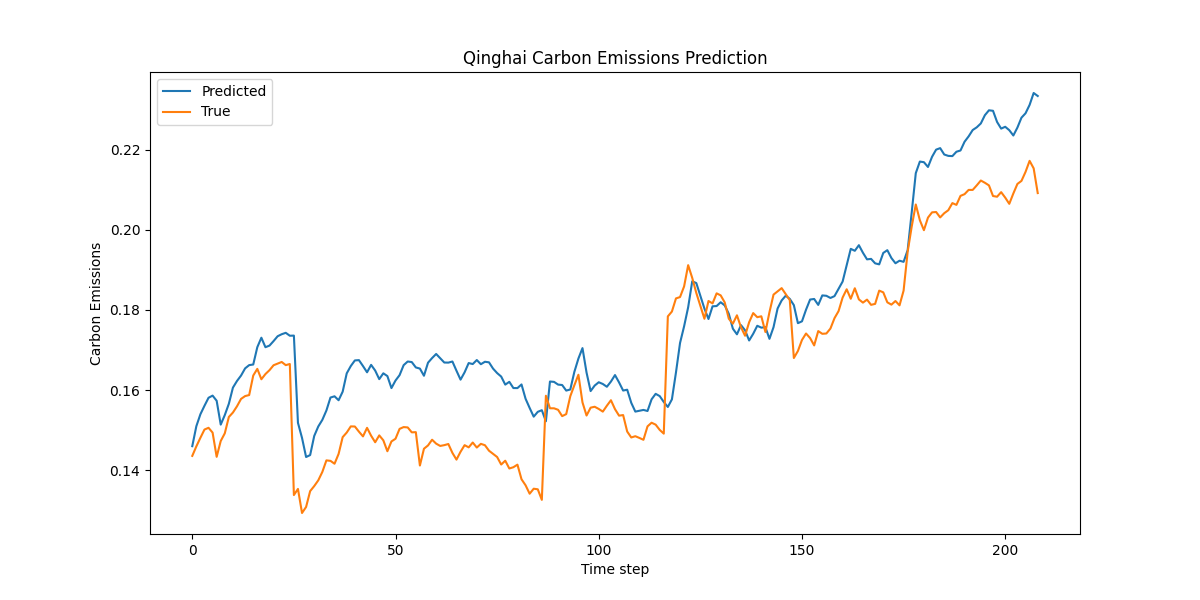 Qinghai Carbon Emissions Prediction
Predicted
True
Carbon Emissions
0.22
0.20
0.18
0.16
0.14
0
50
100
150
200
Time step